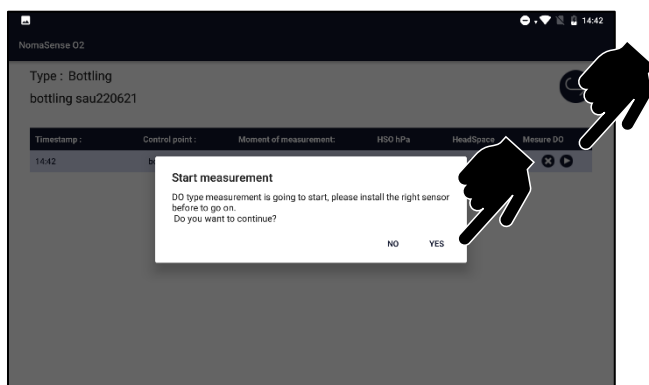 14:42
NomaSense O2
Type : Bottling
bottling sau220621
Timestamp : Control point : Moment of measurement: HSO hPa HeadSpace Mesure DO
14:42
Start measurement
DO type measurement is going to start, please install the right sensor
before to go on.
Do you want to continue?
NO YES